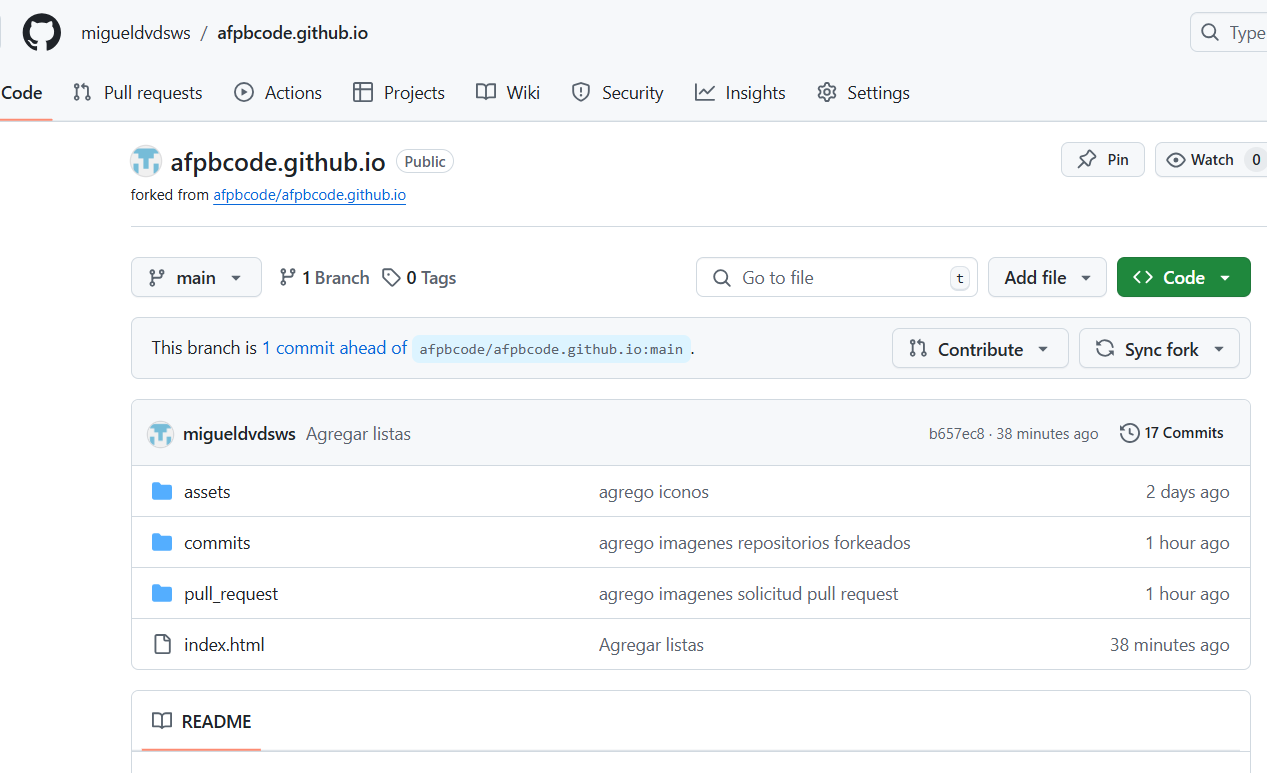 migueldvdsws / afpbcode.github.io
Type
Code Pull requests Actions Projects Wiki Security Insights Settings
afpbcode.github.io Public
Pin Watch 0
forked from afpbcode/afpbcode.github.io
main 1 Branch 0 Tags Go to file t Add file Code
This branch is 1 commit ahead of afpbcode/afpbcode.github.io:main . Contribute Sync fork
migueldvdsws Agregar listas b657ec8 · 38 minutes ago 17 Commits
assets agrego iconos 2 days ago
commits agrego imagenes repositorios forkeados 1 hour ago
pull_request agrego imagenes solicitud pull request 1 hour ago
index.html Agregar listas 38 minutes ago
README